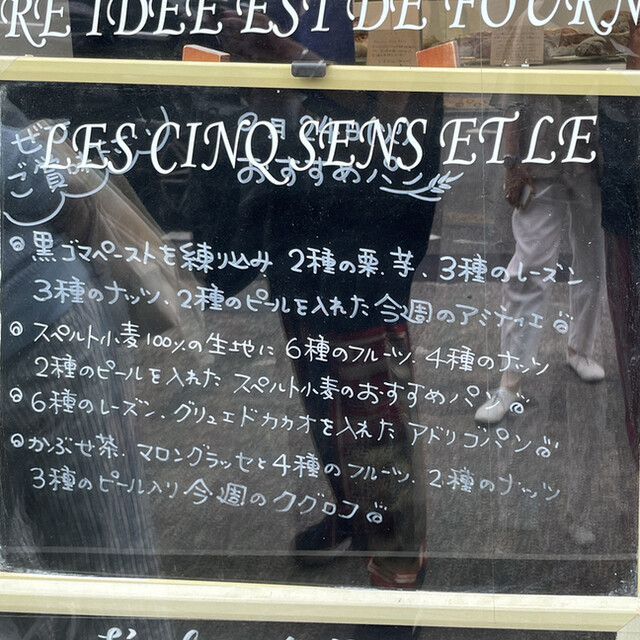 RE IDÉE EST DE FOURN
LES CINQ SENS ET LE
ぜひ
ご賞味
おすすめパン
◎黒ゴマペーストを練り込み 2種の栗、芋、3種のレーズン
3種のナッツ、2種のピールを入れた今週のアミティエ
◎スペルト小麦100%の生地に6種のフルーツ、4種のナッツ
2種のピールを入れた スペルト小麦のおすすめパン
◎6種のレーズン、グリュエドカカオを入れた アドリコパン
◎かぶせ茶、マロングラッセと4種のフルーツ、2種のナッツ
3種のピール入り今週のクグロコ